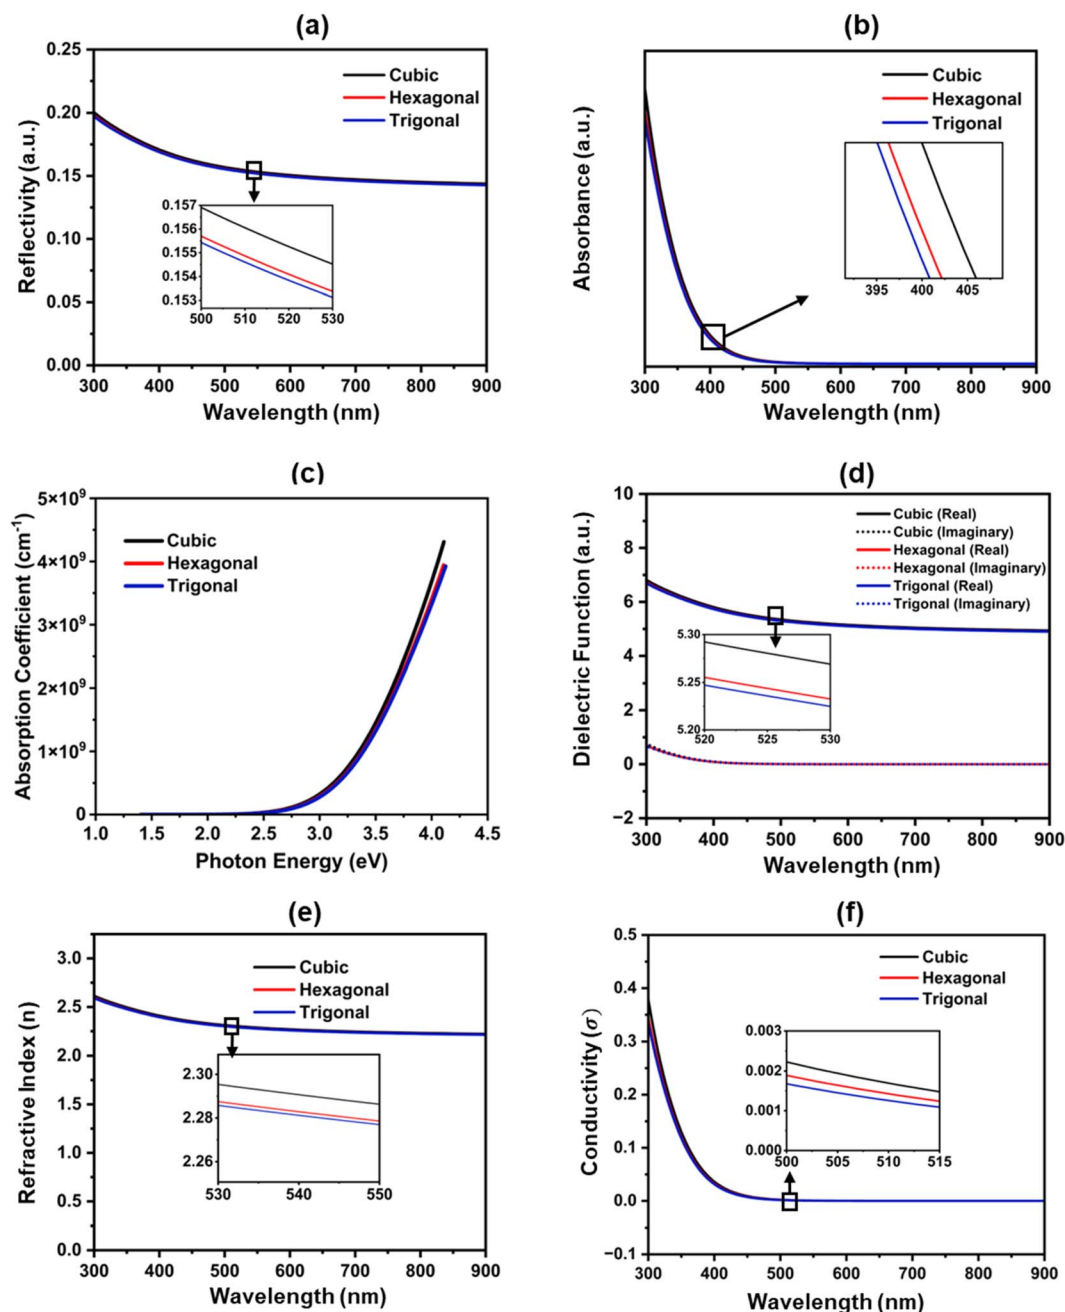 (a)
0.25
0.20
0.15
0.10
0.05
0.00
Reflectivity (a.u.)
Cubic
Hexagonal
Trigonal
0.157
0.156
0.155
0.154
0.153
500 510 520 530
300 400 500 600 700 800 900
Wavelength (nm)
(b)
Absorbance (a.u.)
Cubic
Hexagonal
Trigonal
395 400 405
300 400 500 600 700 800 900
Wavelength (nm)
(c)
5×10⁹
4×10⁹
3×10⁹
2×10⁹
1×10⁹
0
Absorption Coefficient (cm⁻¹)
Cubic
Hexagonal
Trigonal
1.0 1.5 2.0 2.5 3.0 3.5 4.0 4.5
Photon Energy (eV)
(d)
10
8
6
4
2
0
−2
Dielectric Function (a.u.)
Cubic (Real)
Cubic (Imaginary)
Hexagonal (Real)
Hexagonal (Imaginary)
Trigonal (Real)
Trigonal (Imaginary)
5.30
5.25
5.20
520 525 530
300 400 500 600 700 800 900
Wavelength (nm)
(e)
3.0
2.5
2.0
1.5
1.0
0.5
0.0
Refractive Index (n)
Cubic
Hexagonal
Trigonal
2.30
2.28
2.26
530 540 550
300 400 500 600 700 800 900
Wavelength (nm)
(f)
0.5
0.4
0.3
0.2
0.1
0.0
−0.1
Conductivity (σ)
Cubic
Hexagonal
Trigonal
0.003
0.002
0.001
0.000
500 505 510 515
300 400 500 600 700 800 900
Wavelength (nm)